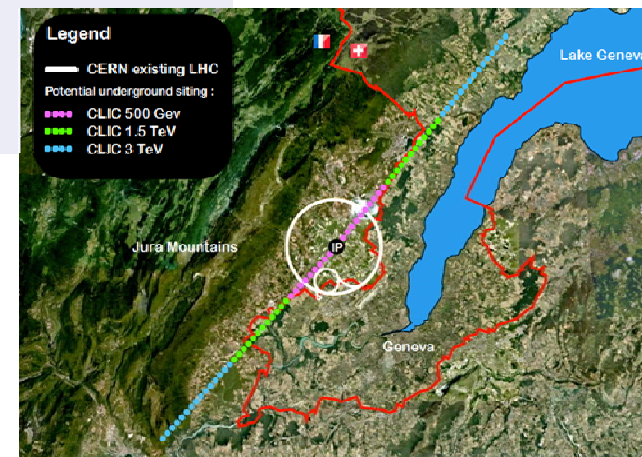 Legend
CERN existing LHC
Potential underground siting :
CLIC 500 Gev
CLIC 1.5 TeV
CLIC 3 TeV
Lake Genev
Jura Mountains
IP
Geneva